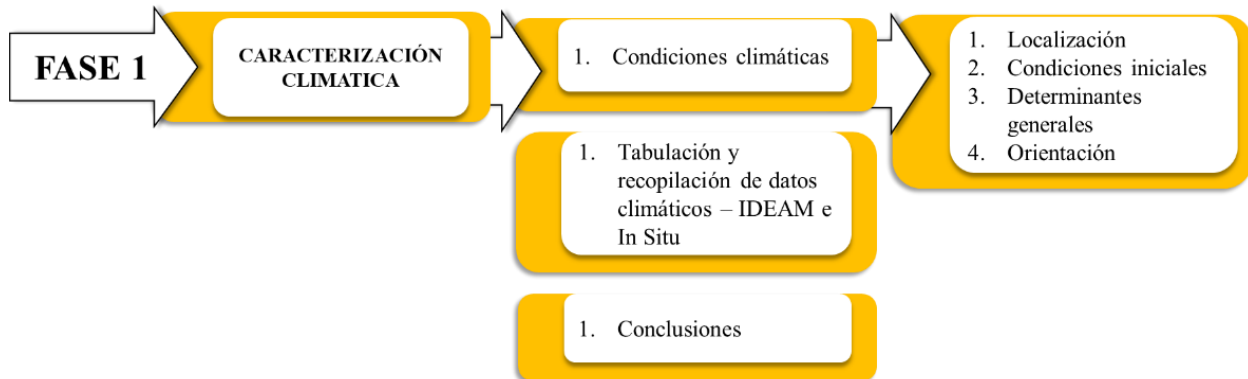 FASE 1
CARACTERIZACIÓN
CLIMATICA
1. Condiciones climáticas
1. Tabulación y
recopilación de datos
climáticos – IDEAM e
In Situ
1. Conclusiones
1. Localización
2. Condiciones iniciales
3. Determinantes
generales
4. Orientación